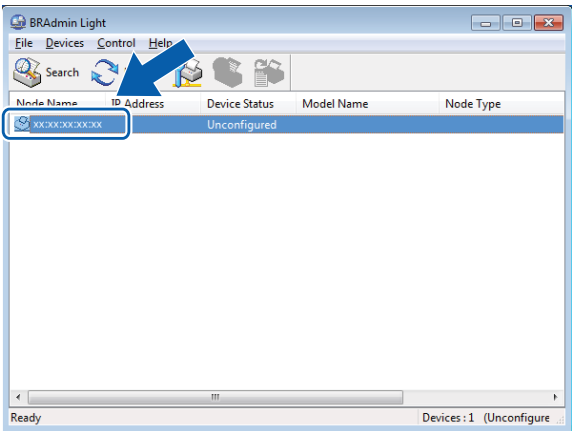 BRAdmin Light
File Devices Control Help
Search
Node Name IP Address Device Status Model Name Node Type
xx:xx:xx:xx:xx Unconfigured
Ready Devices : 1 (Unconfigure